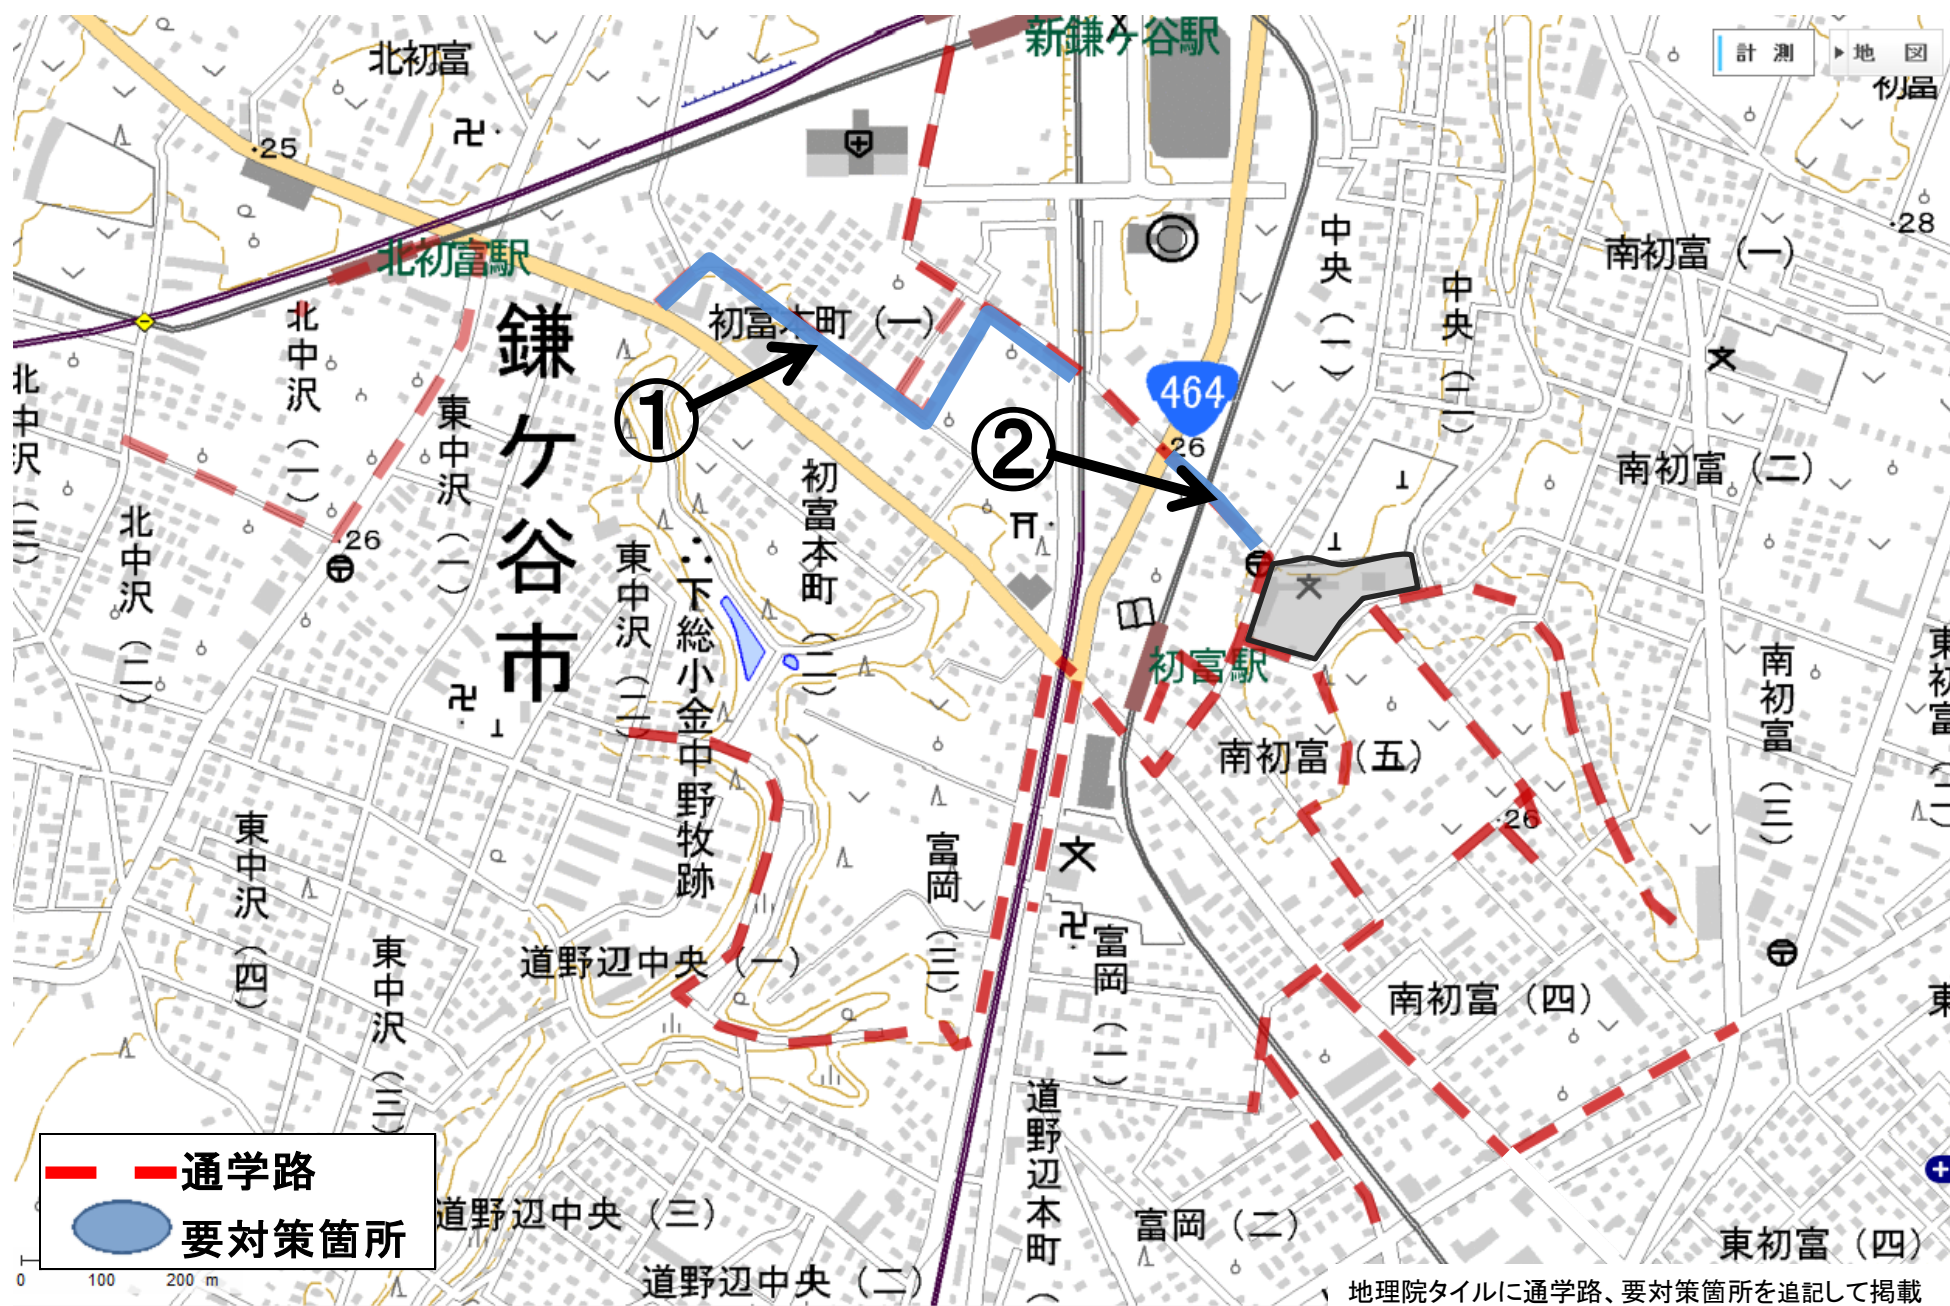 新鎌ケ谷駅
計 測
地 図
初富
北初富
25
28
北初富駅
中央(一)
中央(二)
南初富(一)
北中沢(一)
鎌ケ谷市
初富本町(一)
464
北中沢(三)
東中沢(一)
①
②
26
南初富(二)
初富本町(二)
北中沢(二)
26
東中沢(二)
下総小金中野牧跡
初富駅
南初富(三)
南初富(五)
26
東中沢(四)
富岡(三)
東中沢(三)
道野辺中央(一)
富岡(一)
南初富(四)
道野辺本町
通学路
要対策箇所
道野辺中央(三)
富岡(二)
東初富(四)
0 100 200 m
道野辺中央(二)
地理院タイルに通学路、要対策箇所を追記して掲載